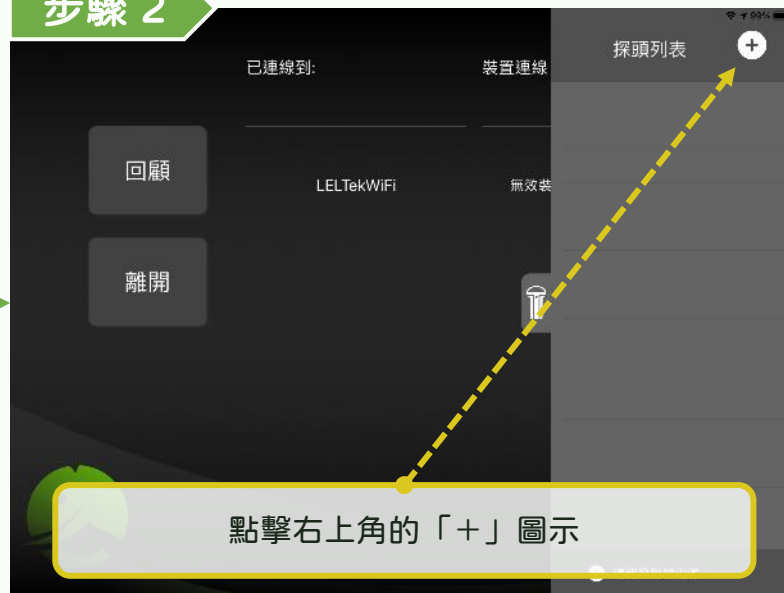 步驟 2
99%
探頭列表
已連線到:
裝置連線
回顧
LELTekWiFi
無效裝
離開
點擊右上角的「+」圖示